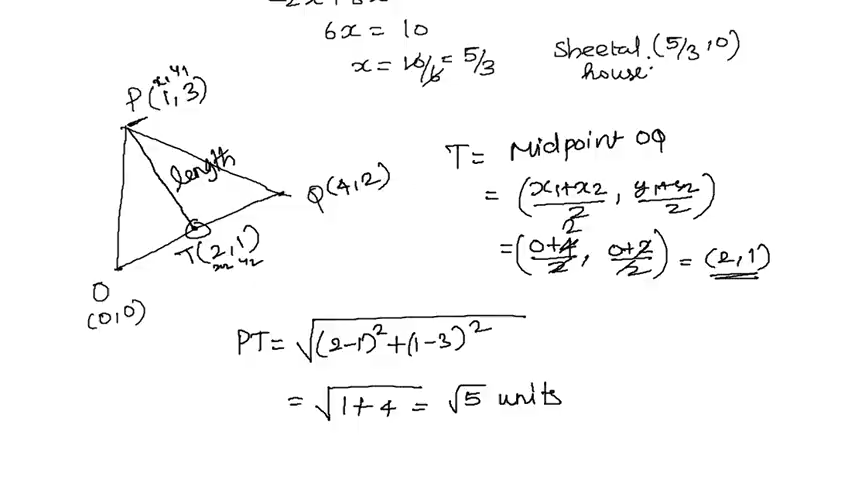 6x = 10
x = 10/6 = 5/3
Sheetal (5/3, 0)
house:
x1 y1
P(1,3)
length
Q(4,2)
T(2,1)
x2 y2
O
(0,0)
T = Midpoint OQ
= (x1+x2/2, y1+y2/2)
2
= (0+4/2, 0+2/2) = (2,1)
PT = √(2-1)² + (1-3)²
= √1+4 = √5 units